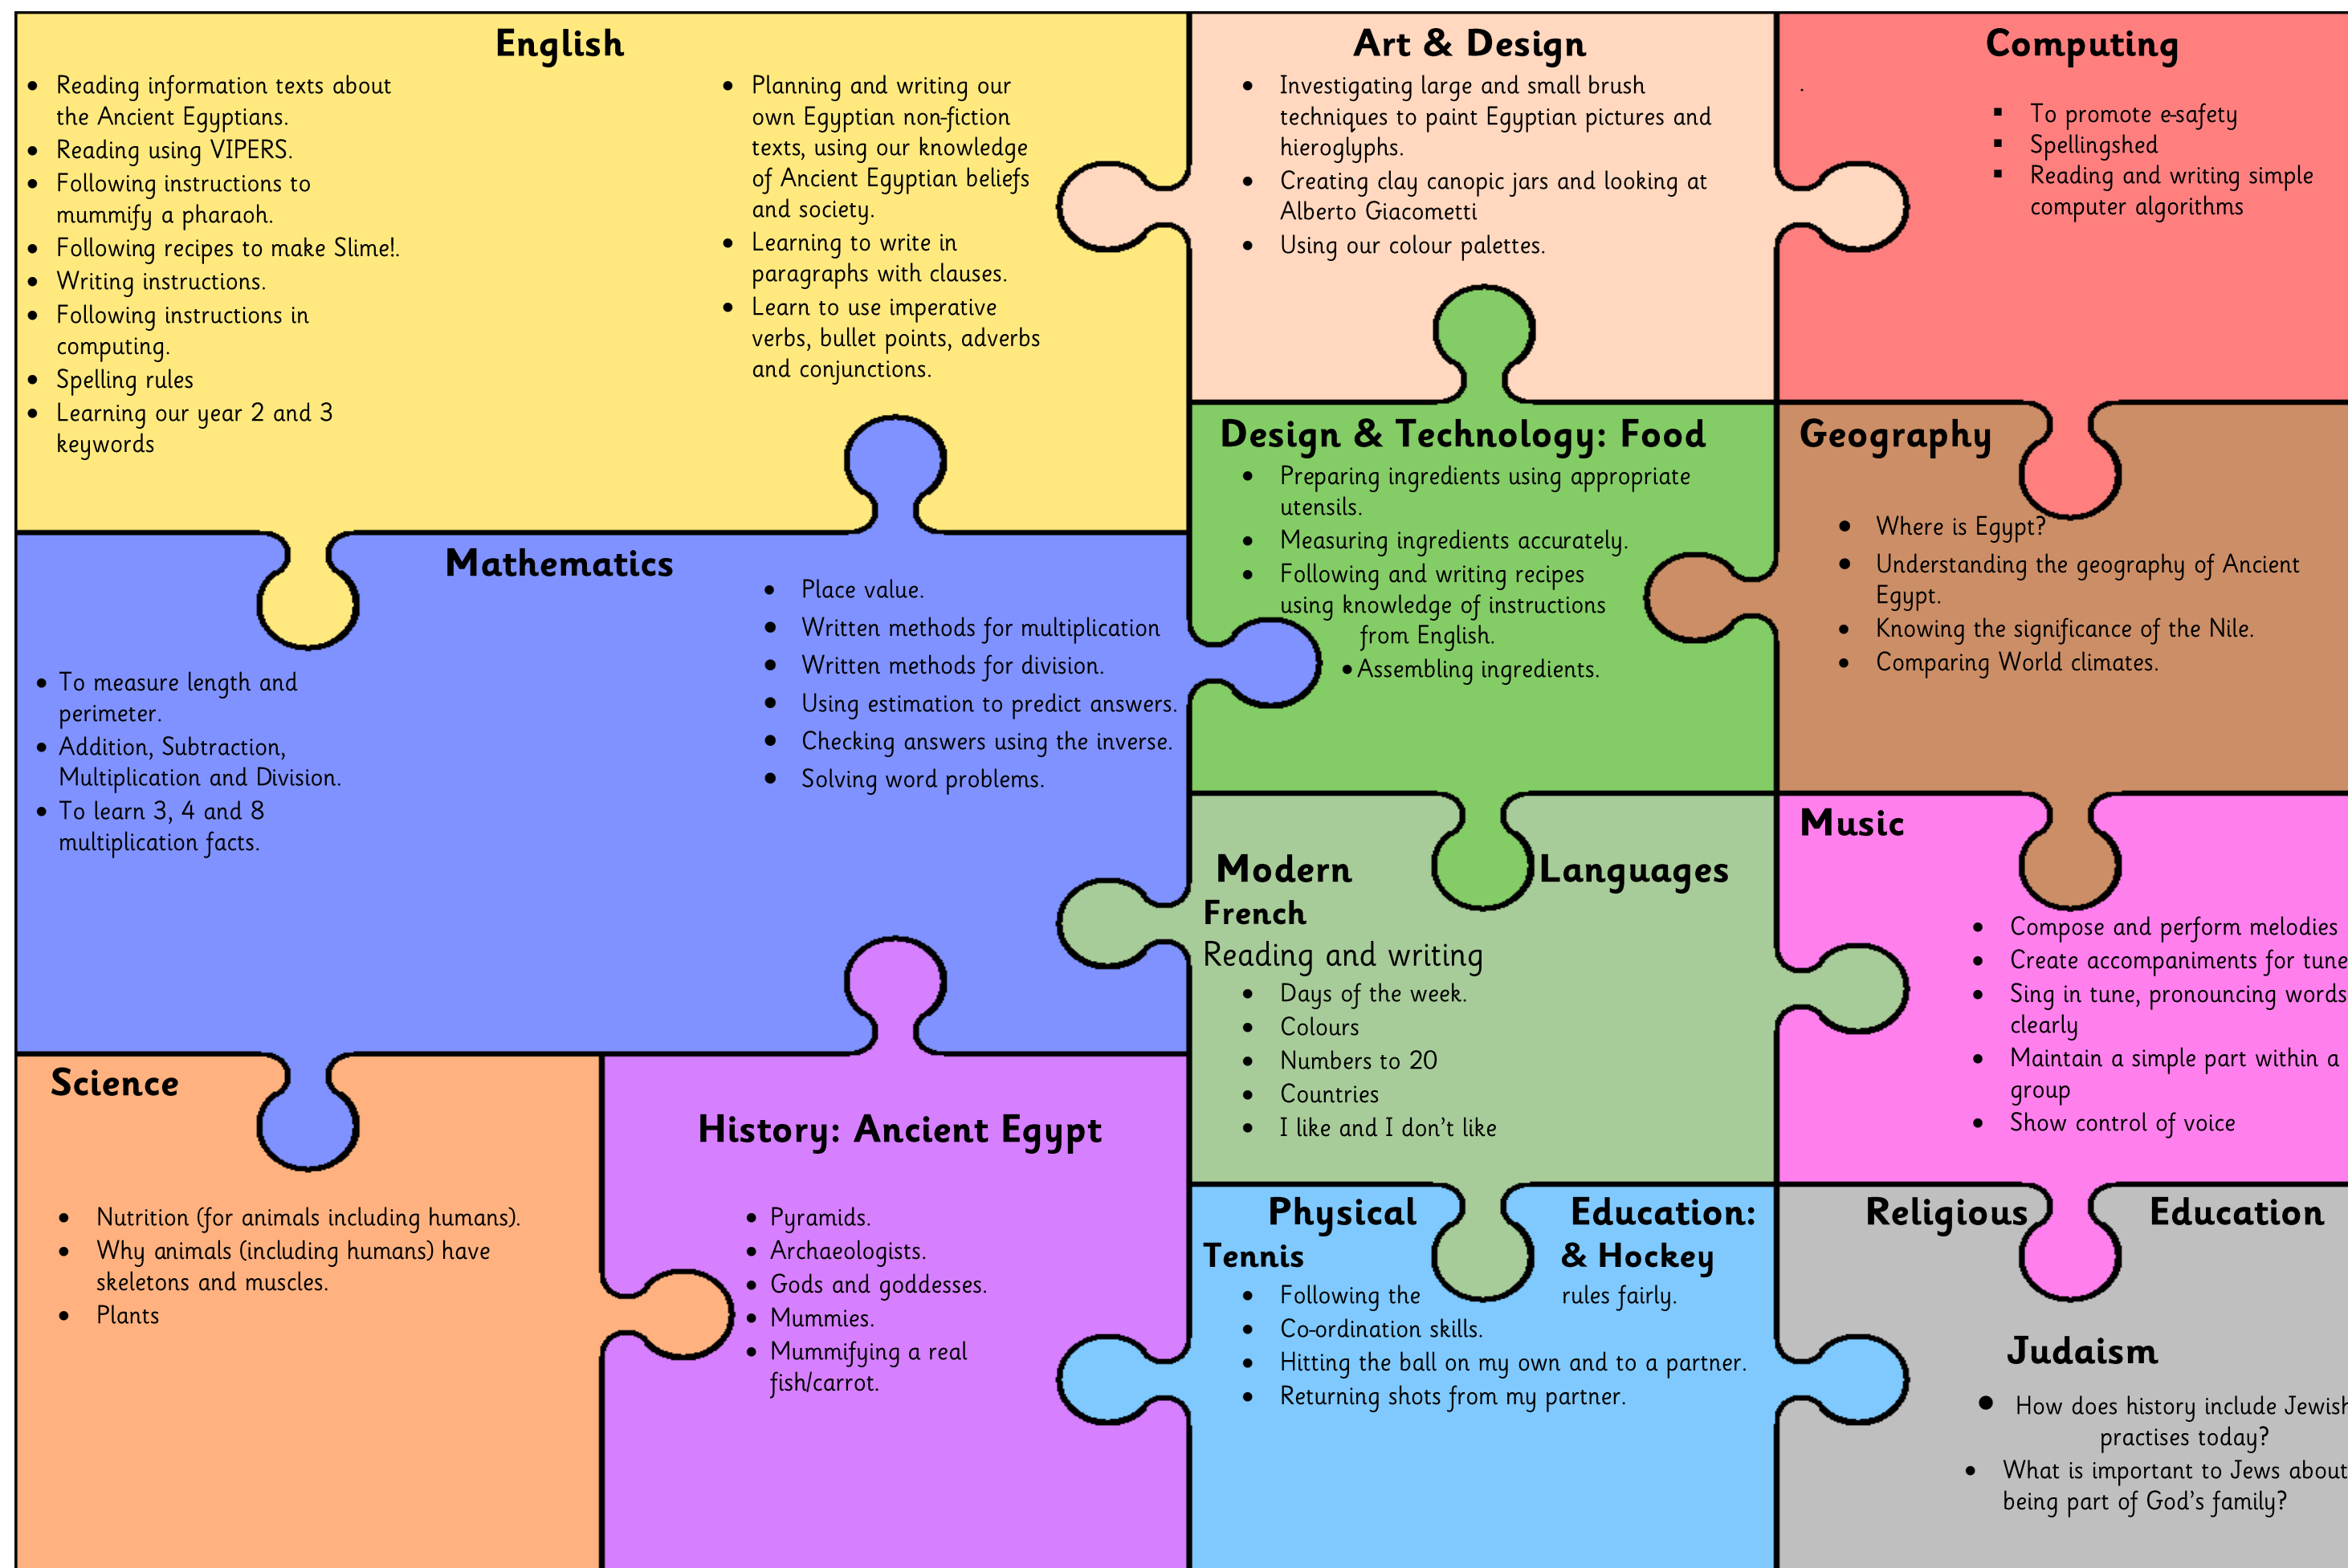 English
• Reading information texts about
the Ancient Egyptians.
• Reading using VIPERS.
• Following instructions to
mummify a pharaoh.
• Following recipes to make Slime!.
• Writing instructions.
• Following instructions in
computing.
• Spelling rules
• Learning our year 2 and 3
keywords
• Planning and writing our
own Egyptian non-fiction
texts, using our knowledge
of Ancient Egyptian beliefs
and society.
• Learning to write in
paragraphs with clauses.
• Learn to use imperative
verbs, bullet points, adverbs
and conjunctions.
Art & Design
• Investigating large and small brush
techniques to paint Egyptian pictures and
hieroglyphs.
• Creating clay canopic jars and looking at
Alberto Giacometti
• Using our colour palettes.
Computing
.
▪ To promote e-safety
▪ Spellingshed
▪ Reading and writing simple
computer algorithms
Mathematics
• To measure length and
perimeter.
• Addition, Subtraction,
Multiplication and Division.
• To learn 3, 4 and 8
multiplication facts.
• Place value.
• Written methods for multiplication
• Written methods for division.
• Using estimation to predict answers.
• Checking answers using the inverse.
• Solving word problems.
Design & Technology: Food
• Preparing ingredients using appropriate
utensils.
• Measuring ingredients accurately.
• Following and writing recipes
using knowledge of instructions
from English.
• Assembling ingredients.
Geography
• Where is Egypt?
• Understanding the geography of Ancient
Egypt.
• Knowing the significance of the Nile.
• Comparing World climates.
Modern Languages
French
Reading and writing
• Days of the week.
• Colours
• Numbers to 20
• Countries
• I like and I don’t like
Music
• Compose and perform melodies
• Create accompaniments for tune
• Sing in tune, pronouncing words
clearly
• Maintain a simple part within a
group
• Show control of voice
Science
• Nutrition (for animals including humans).
• Why animals (including humans) have
skeletons and muscles.
• Plants
History: Ancient Egypt
• Pyramids.
• Archaeologists.
• Gods and goddesses.
• Mummies.
• Mummifying a real
fish/carrot.
Physical Education:
Tennis & Hockey
• Following the rules fairly.
• Co-ordination skills.
• Hitting the ball on my own and to a partner.
• Returning shots from my partner.
Religious Education
Judaism
• How does history include Jewish
practises today?
• What is important to Jews about
being part of God’s family?